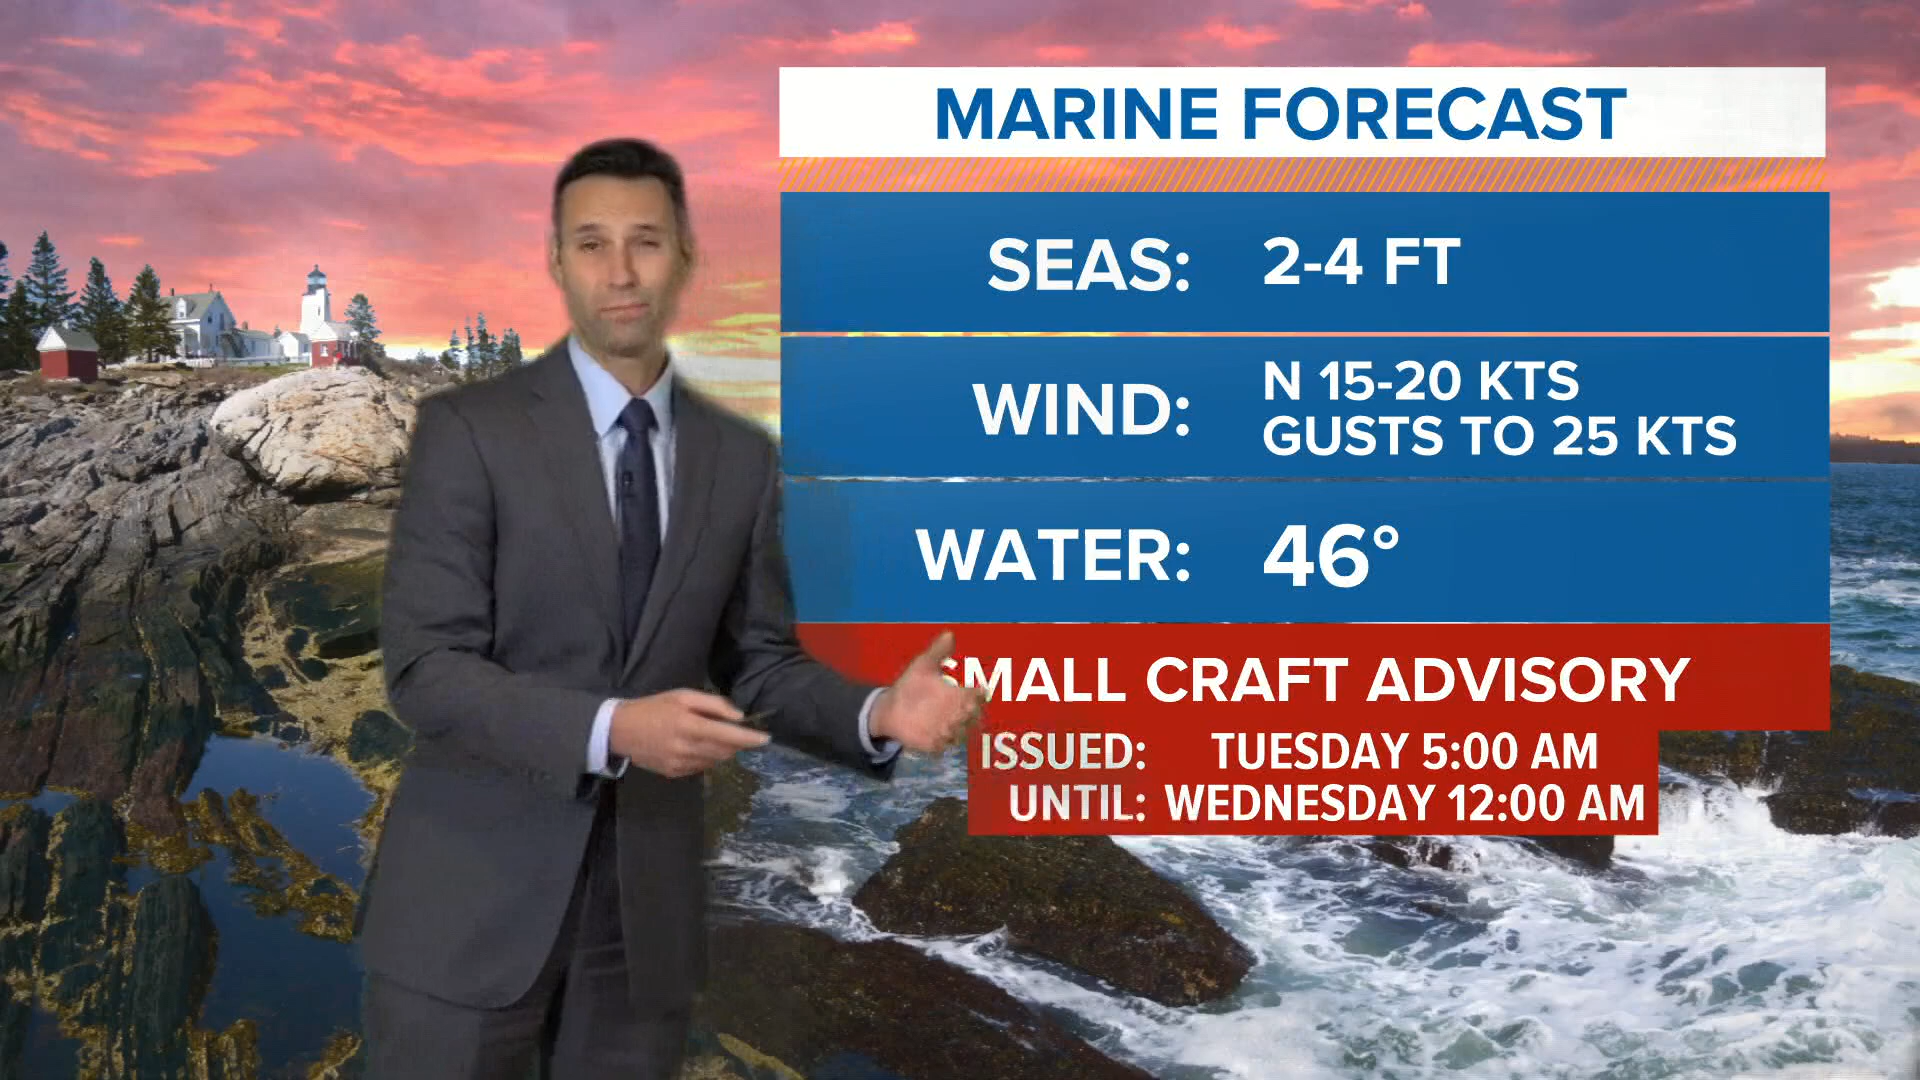 MARINE FORECAST
SEAS: 2-4 FT
WIND: N 15-20 KTS
GUSTS TO 25 KTS
WATER: 46°
SMALL CRAFT ADVISORY
ISSUED: TUESDAY 5:00 AM
UNTIL: WEDNESDAY 12:00 AM